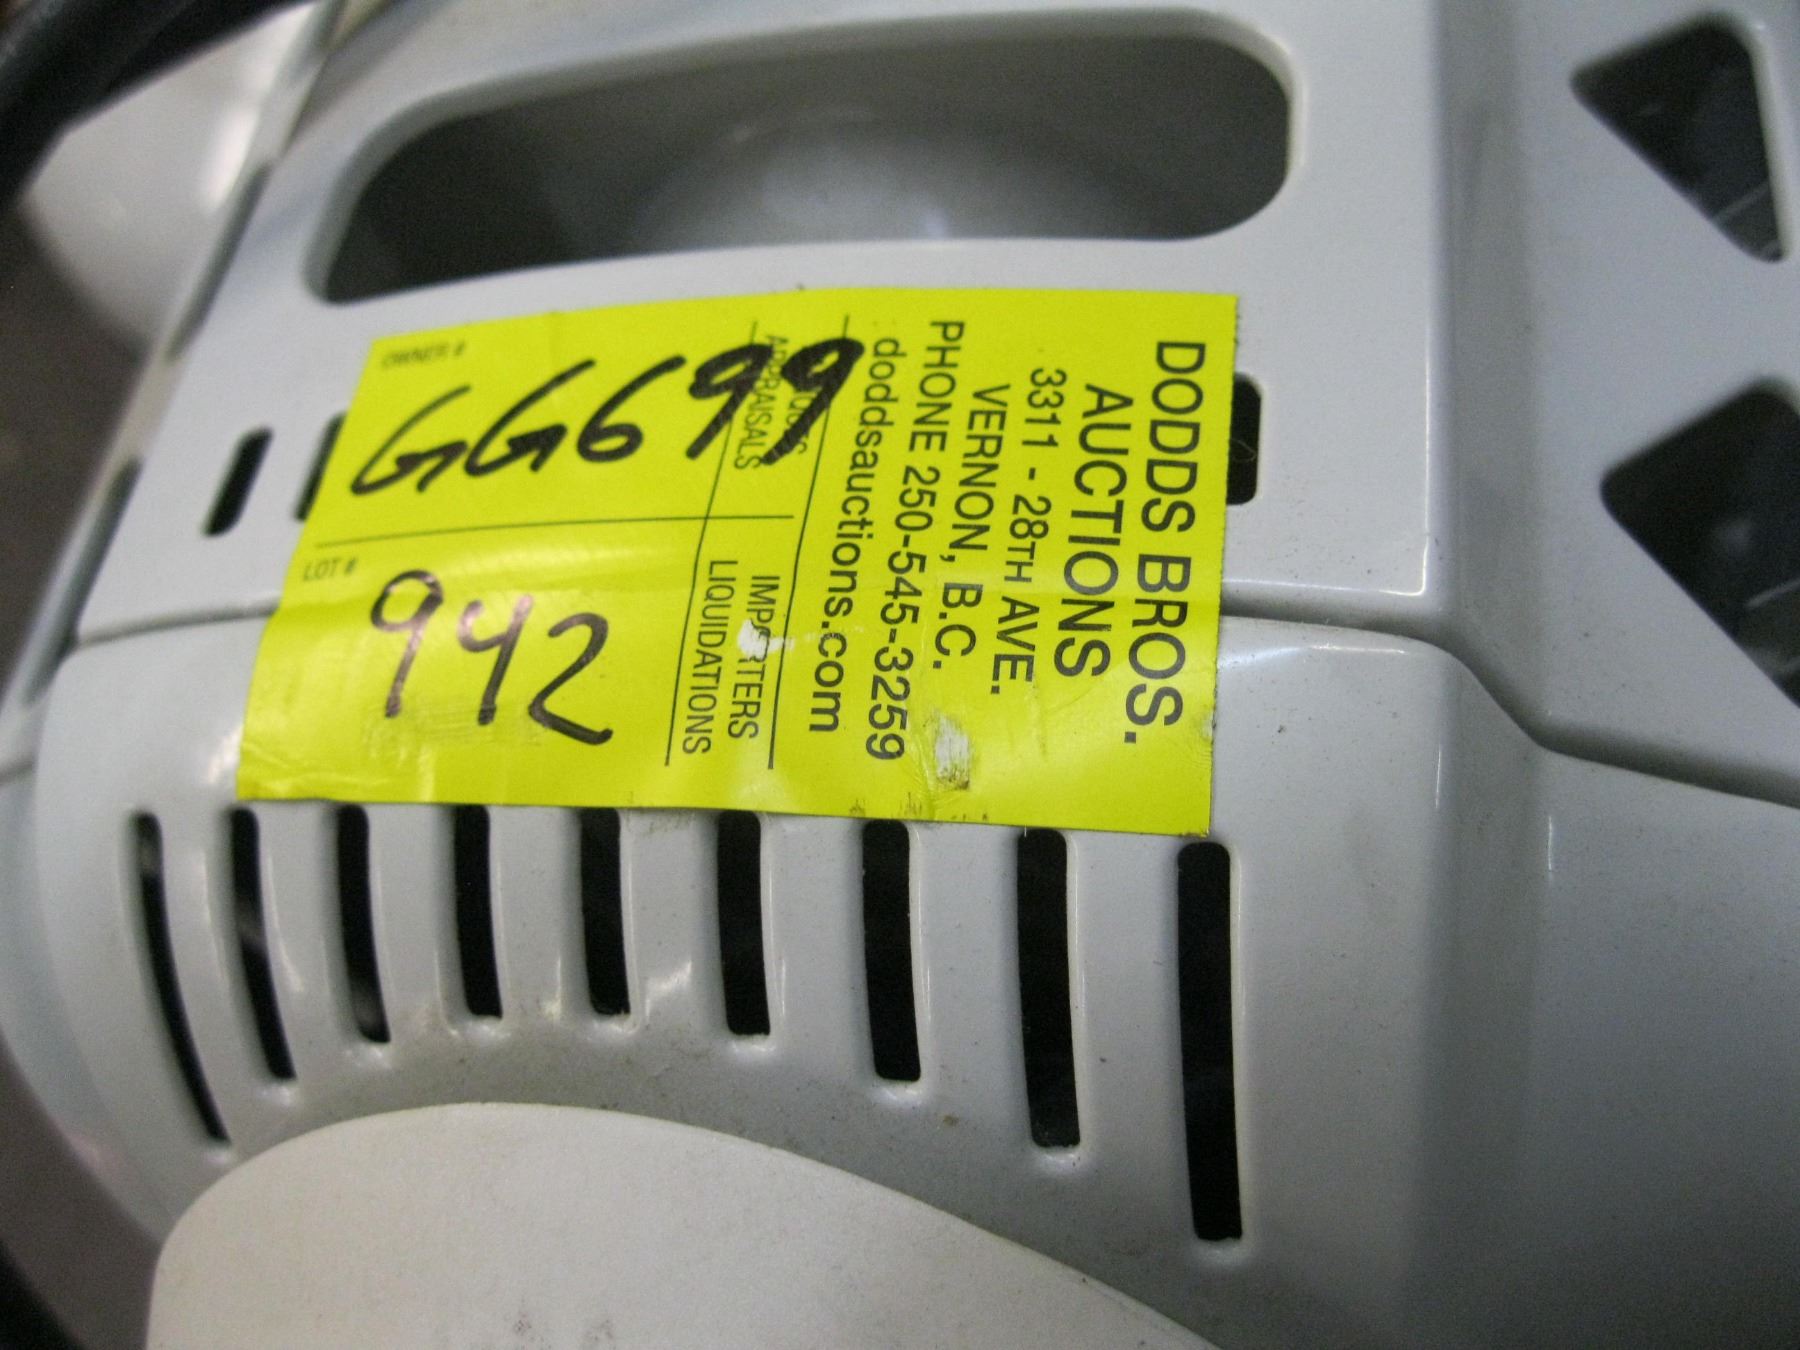 DODDS BROS.
AUCTIONS
3311 - 28TH AVE.
VERNON, B.C.
PHONE 250-545-3259
doddsauctions.com
IMPORTERS
APPRAISALS LIQUIDATIONS
OWNER #
GG699
LOT #
942